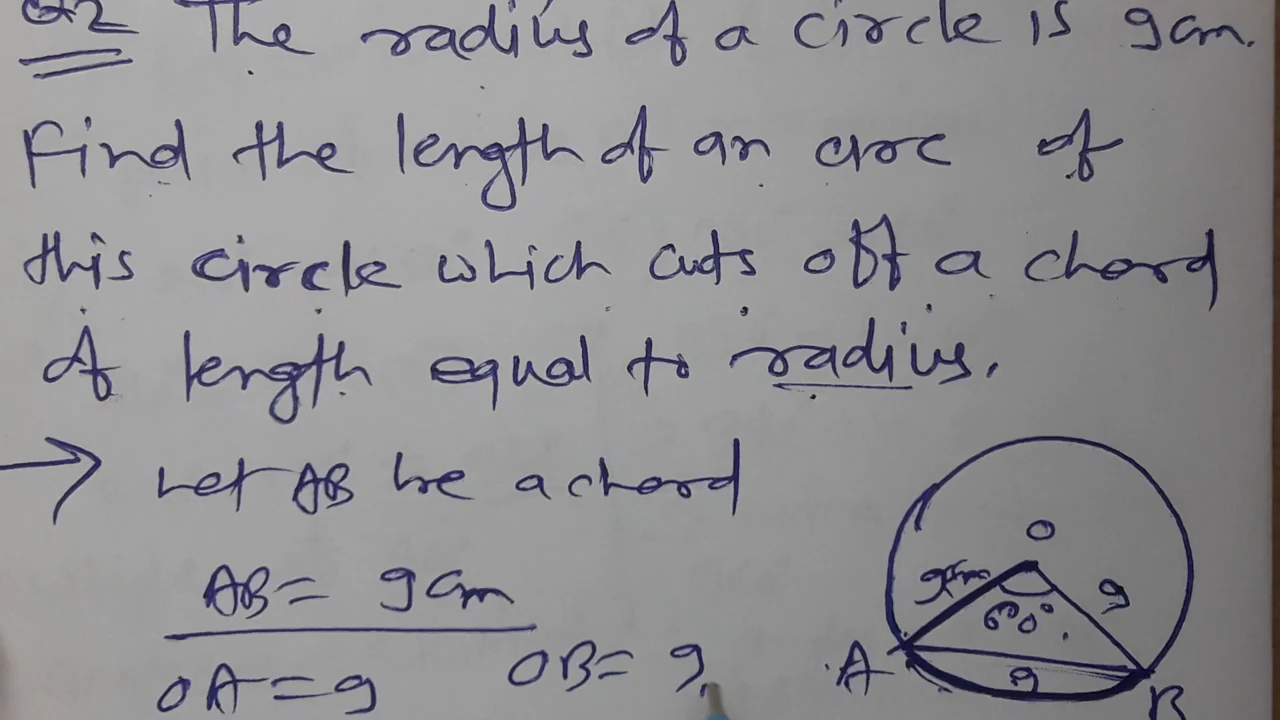 Q2 The radius of a circle is 9cm.
Find the length of an arc of
this circle which cuts off a chord
of length equal to radius.
→ Let AB be a chord
AB = 9cm
OA = 9 OB = 9
O
9cm 9
60°
A 9 B